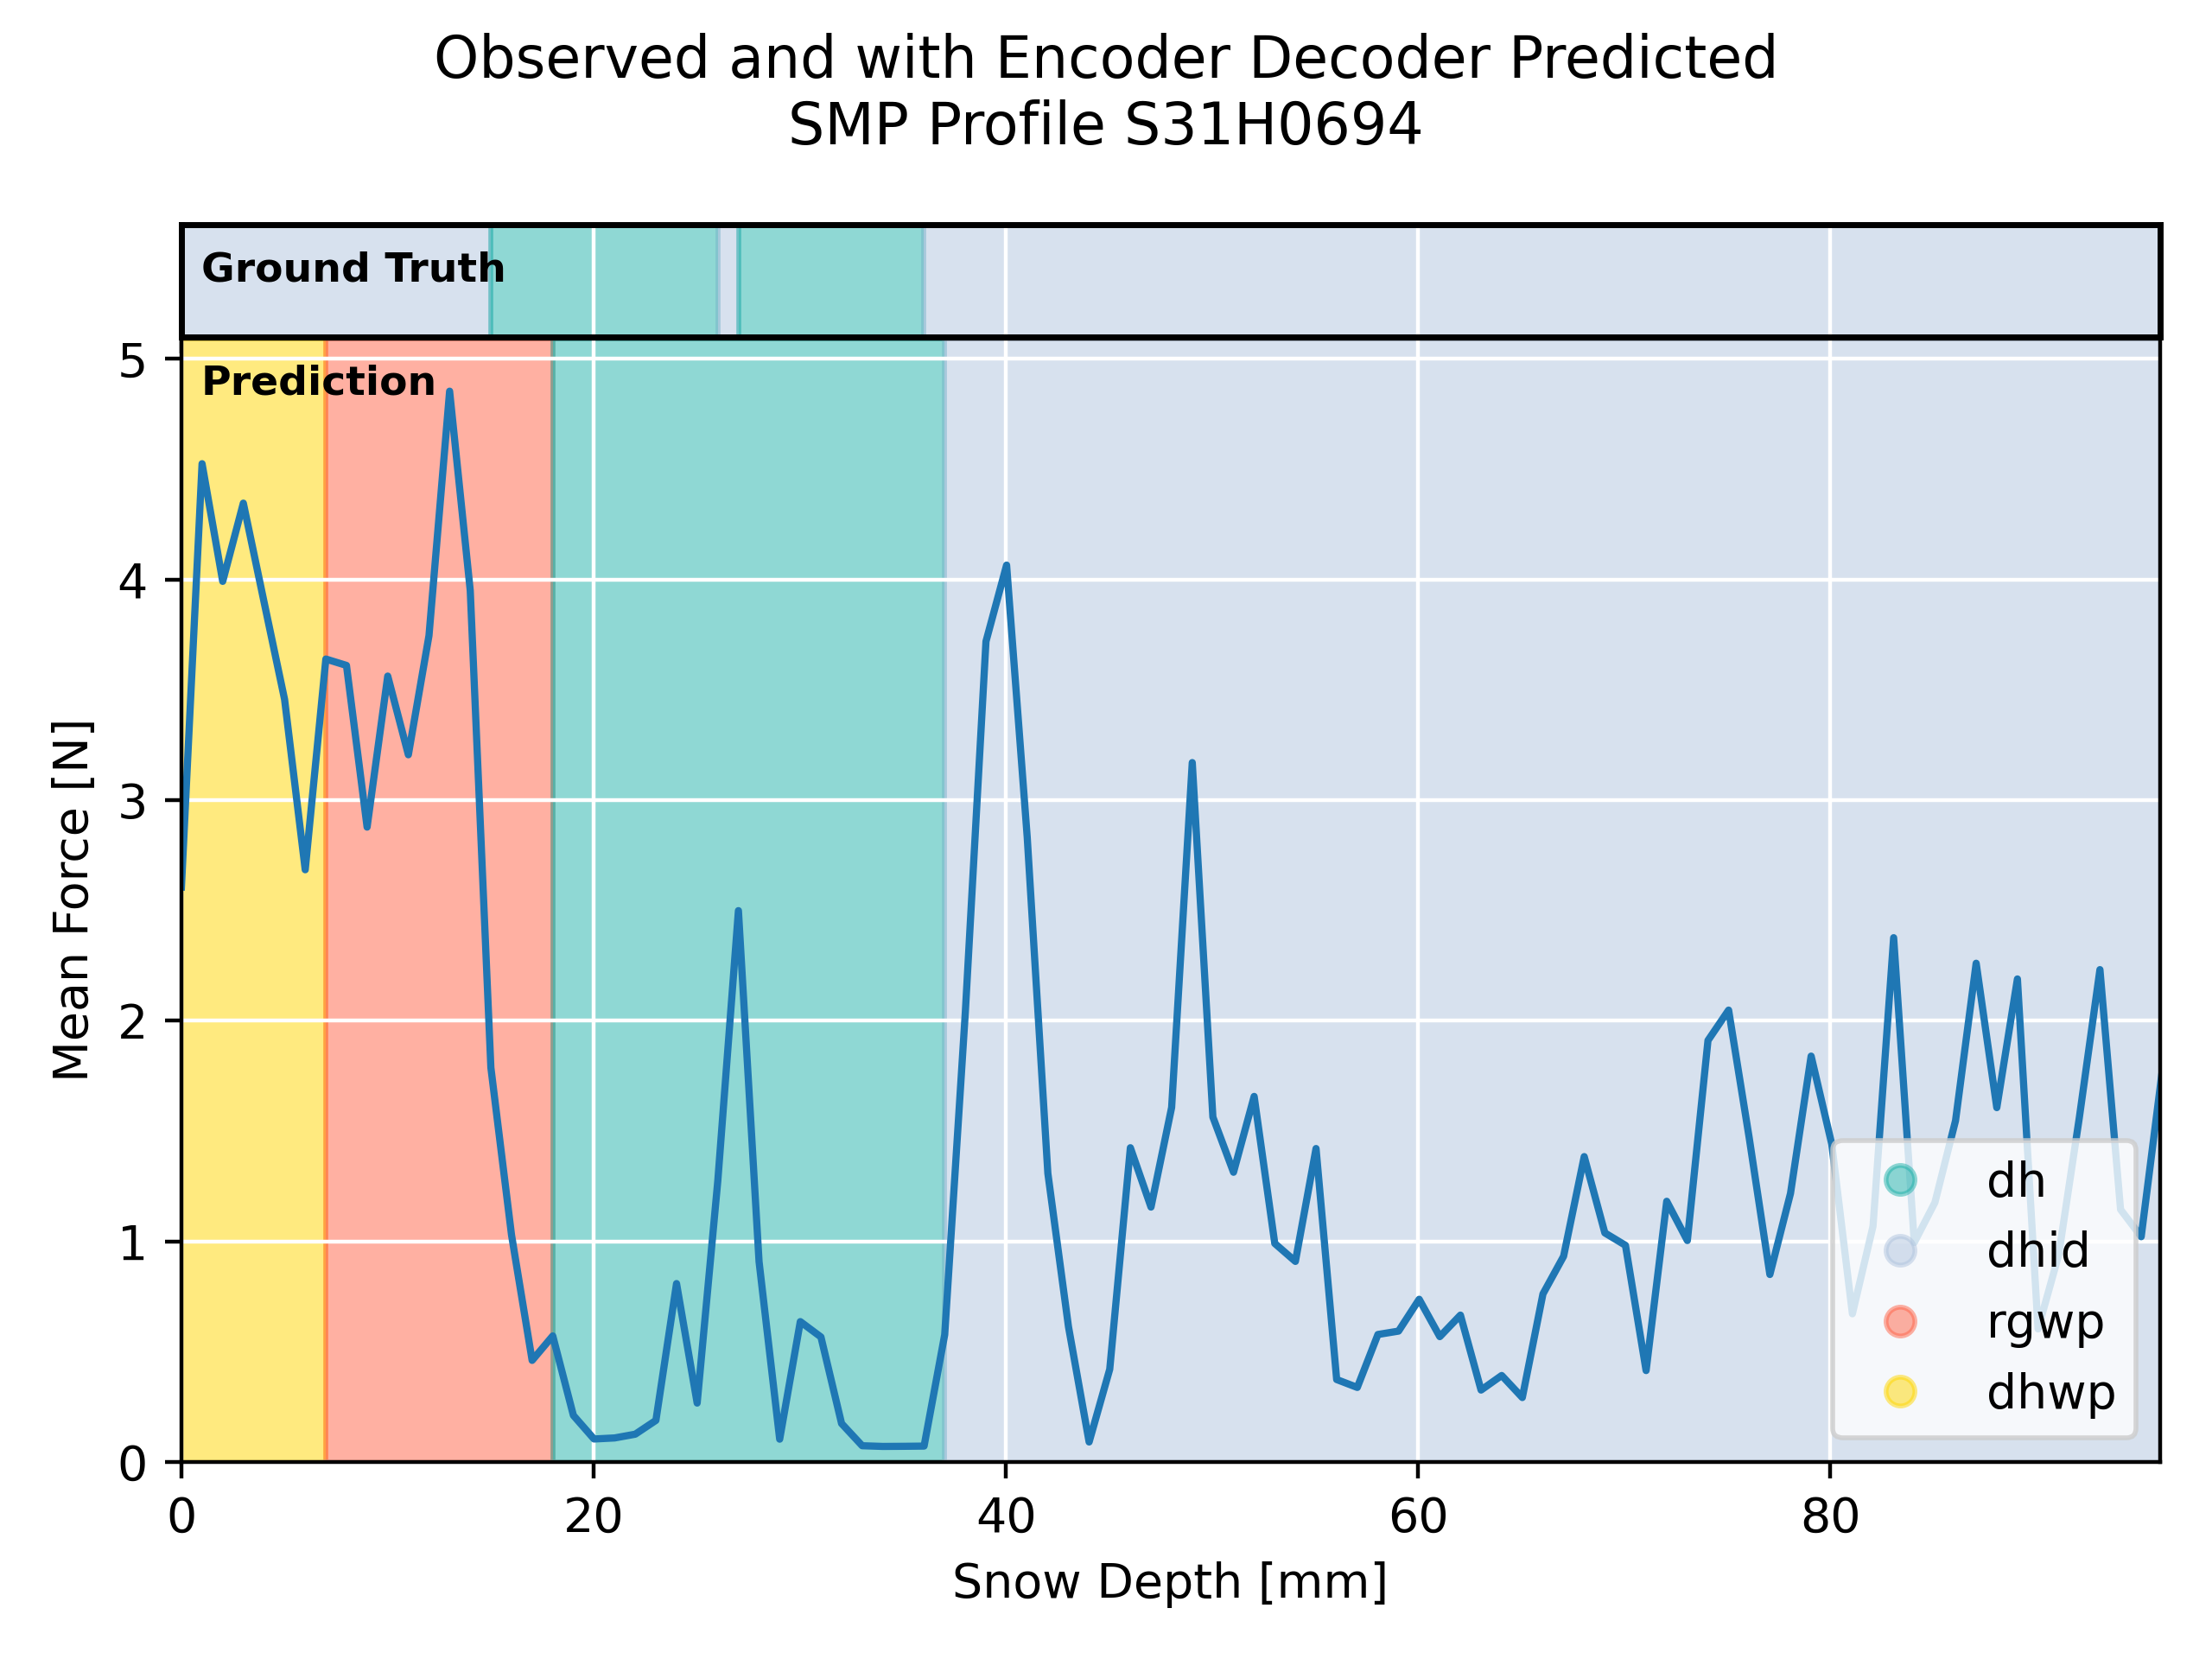 Observed and with Encoder Decoder Predicted
SMP Profile S31H0694
Ground Truth
Prediction
5
4
3
2
1
0
Mean Force [N]
0 20 40 60 80
Snow Depth [mm]
dh
dhid
rgwp
dhwp